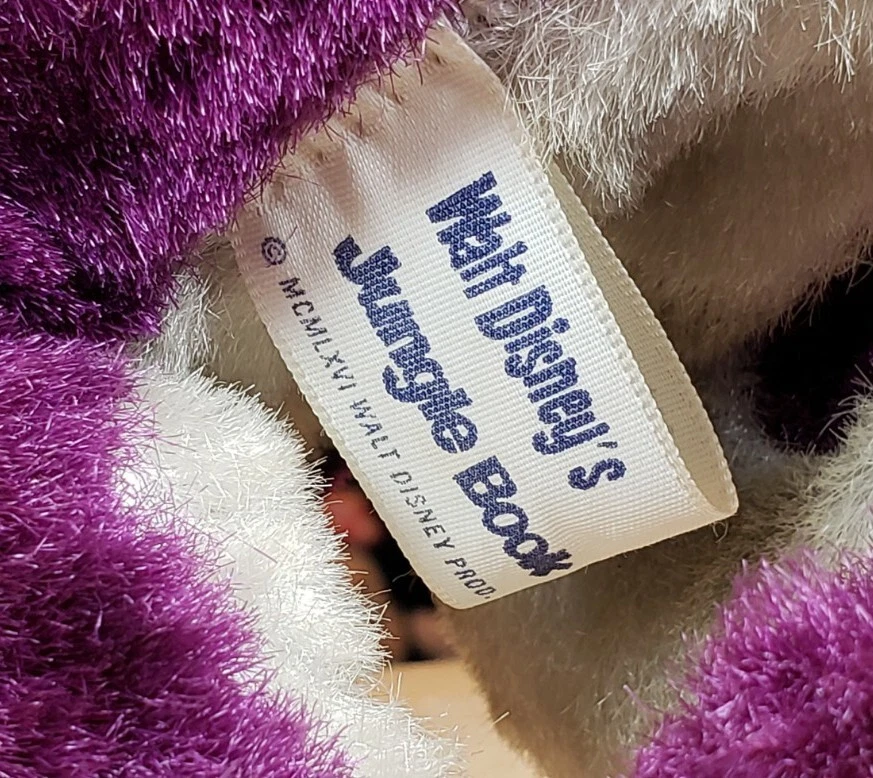 Walt Disney's
Jungle Book
© MCMLXVI WALT DISNEY PROD.